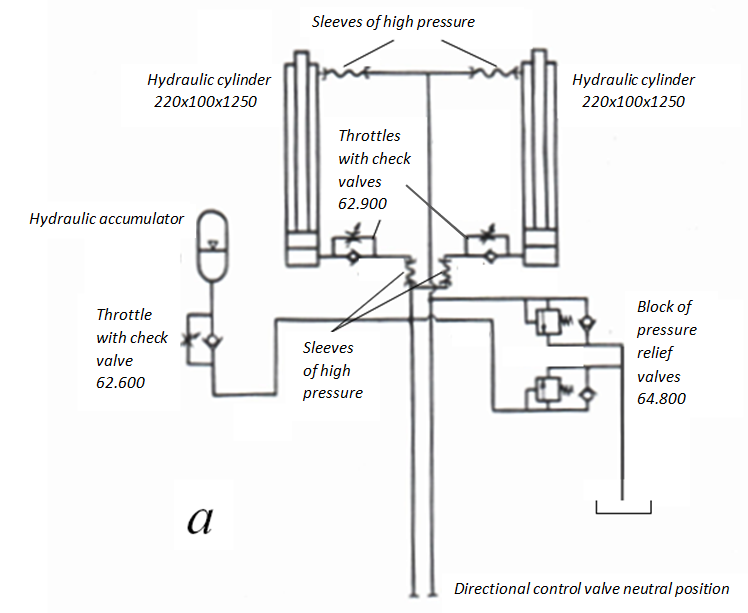 Sleeves of high pressure
Hydraulic cylinder
220x100x1250
Hydraulic cylinder
220x100x1250
Throttles
with check
valves
62.900
Hydraulic accumulator
Throttle
with check
valve
62.600
Sleeves
of high
pressure
Block of
pressure
relief
valves
64.800
a
Directional control valve neutral position